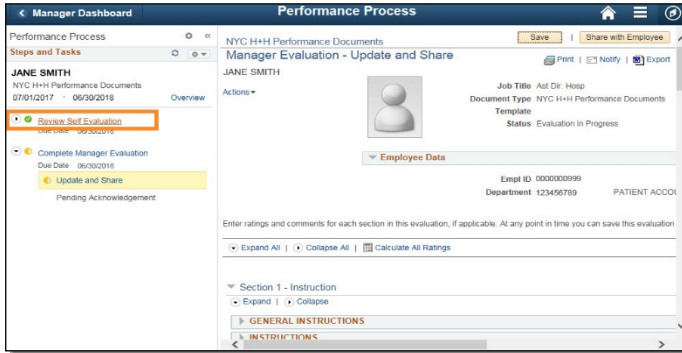 Manager Dashboard
Performance Process
Performance Process
Steps and Tasks
JANE SMITH
NYC H+H Performance Documents
07/01/2017 - 06/30/2018
Overview
Review Self Evaluation
Due Date 06/30/2018
Complete Manager Evaluation
Due Date 06/30/2018
Update and Share
Pending Acknowledgement
NYC H+H Performance Documents
Save | Share with Employee
Manager Evaluation - Update and Share
Print | Notify | Export
JANE SMITH
Actions
Job Title Ast Dir. Hosp
Document Type NYC H+H Performance Documents
Template
Status Evaluation in Progress
Employee Data
Empl ID 0000000999
Department 123456789 PATIENT ACCOU
Enter ratings and comments for each section in this evaluation, if applicable. At any point in time you can save this evaluation
Expand All | Collapse All | Calculate All Ratings
Section 1 - Instruction
Expand | Collapse
GENERAL INSTRUCTIONS
INSTRUCTIONS